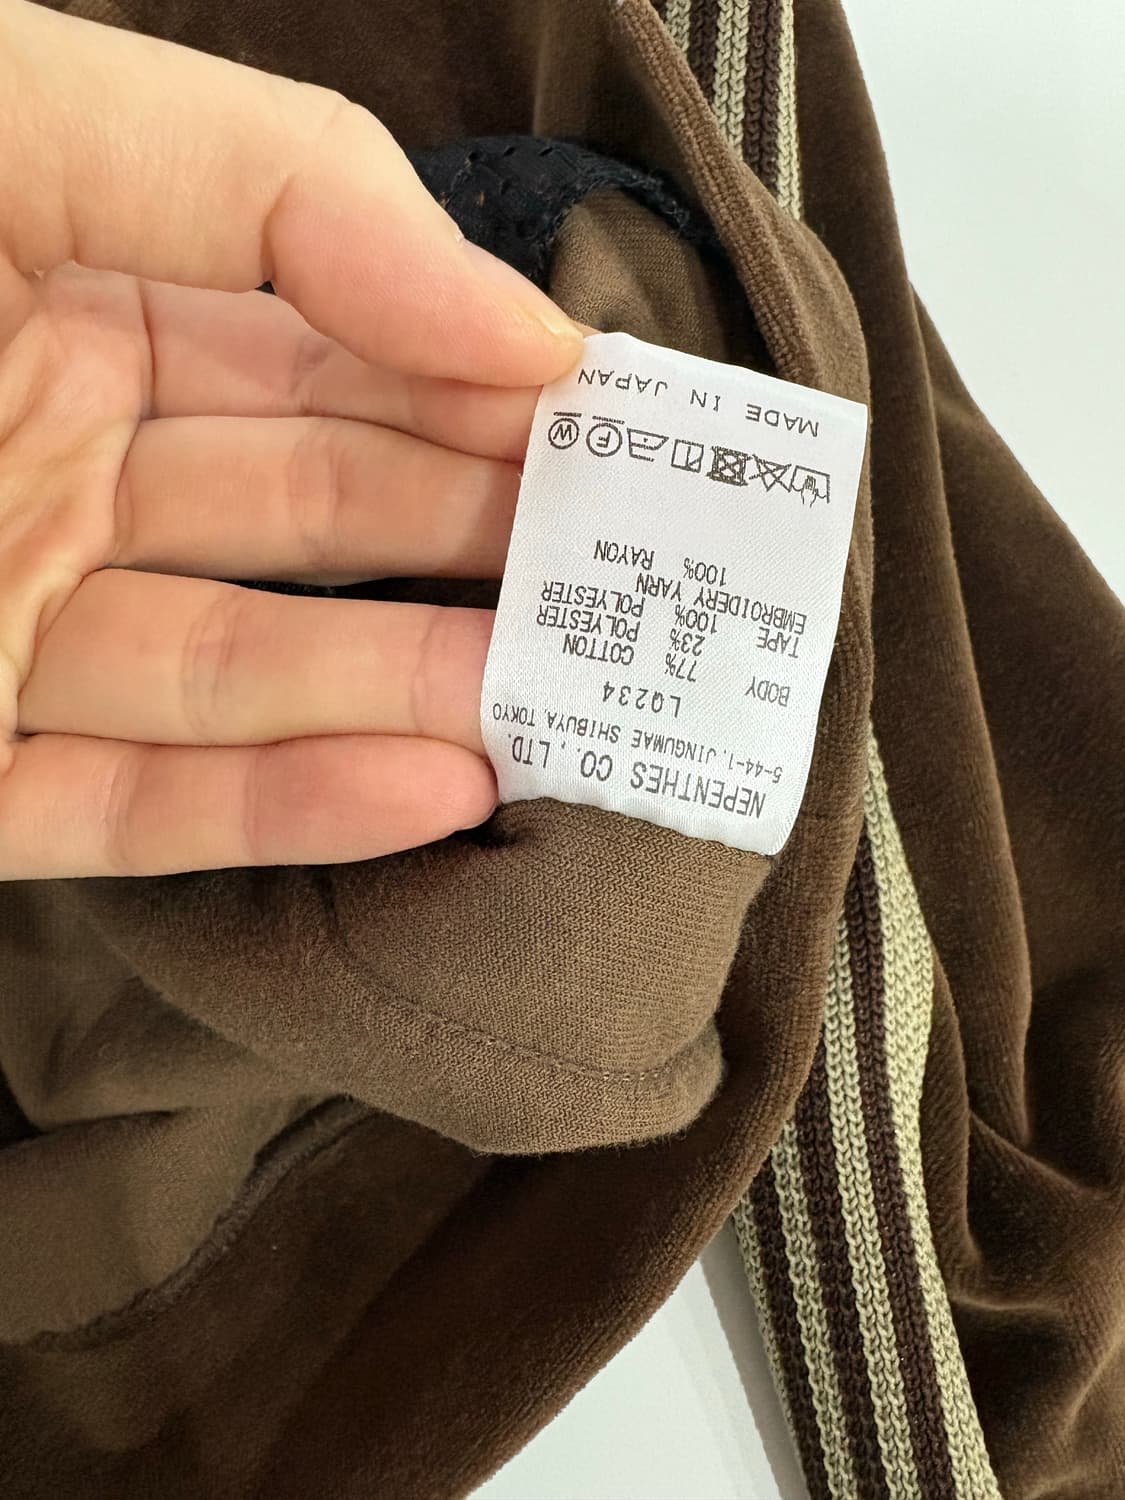 NEPENTHES CO., LTD.
5-44-1, JINGUMAE SHIBUYA, TOKYO
LQ234
BODY 77% COTTON
23% POLYESTER
TAPE 100% POLYESTER
EMBROIDERY YARN
100% RAYON
W F
MADE IN JAPAN